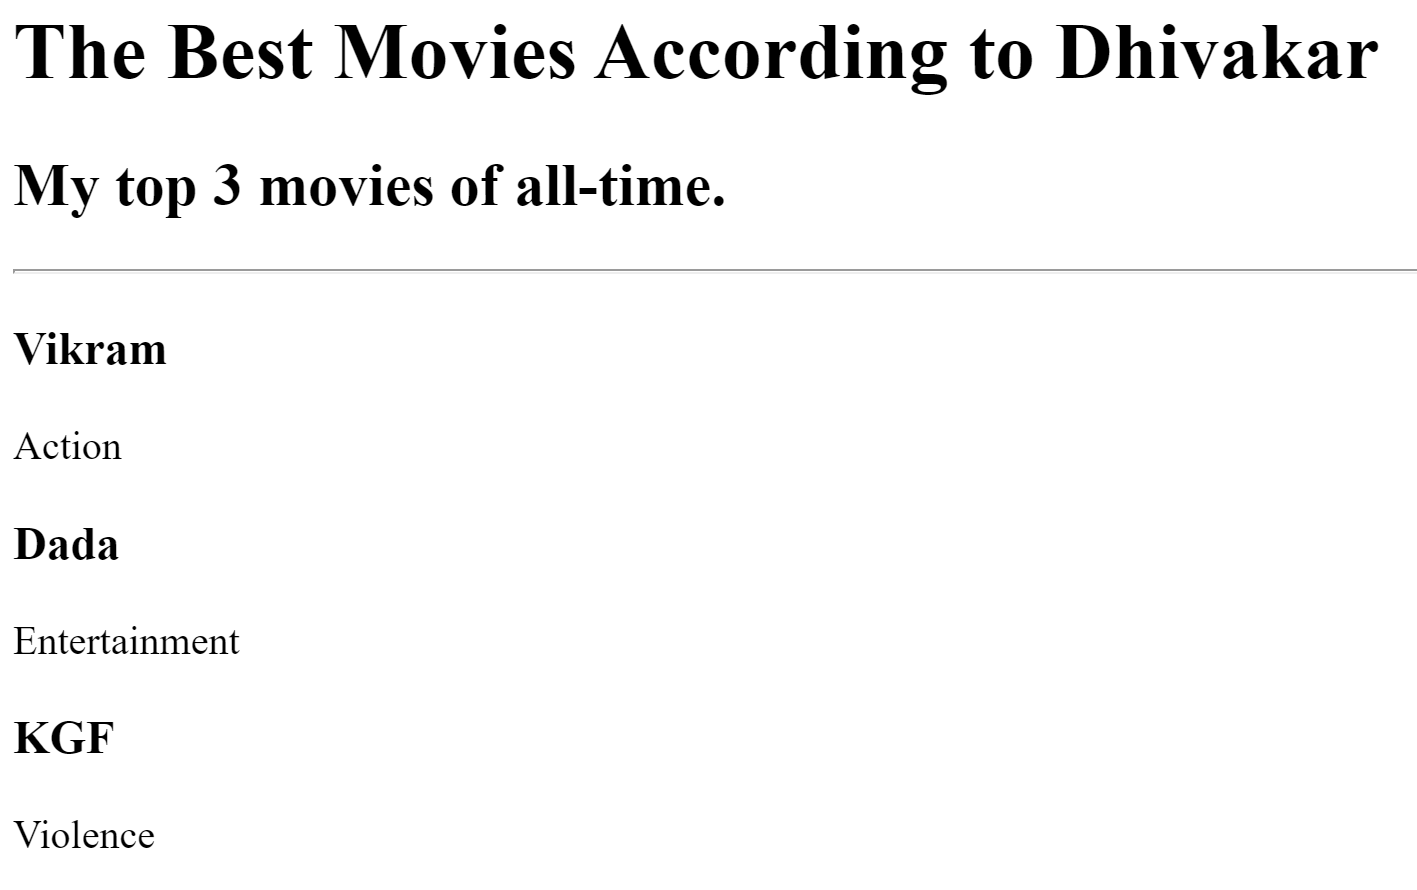 The Best Movies According to Dhivakar
My top 3 movies of all-time.
Vikram
Action
Dada
Entertainment
KGF
Violence